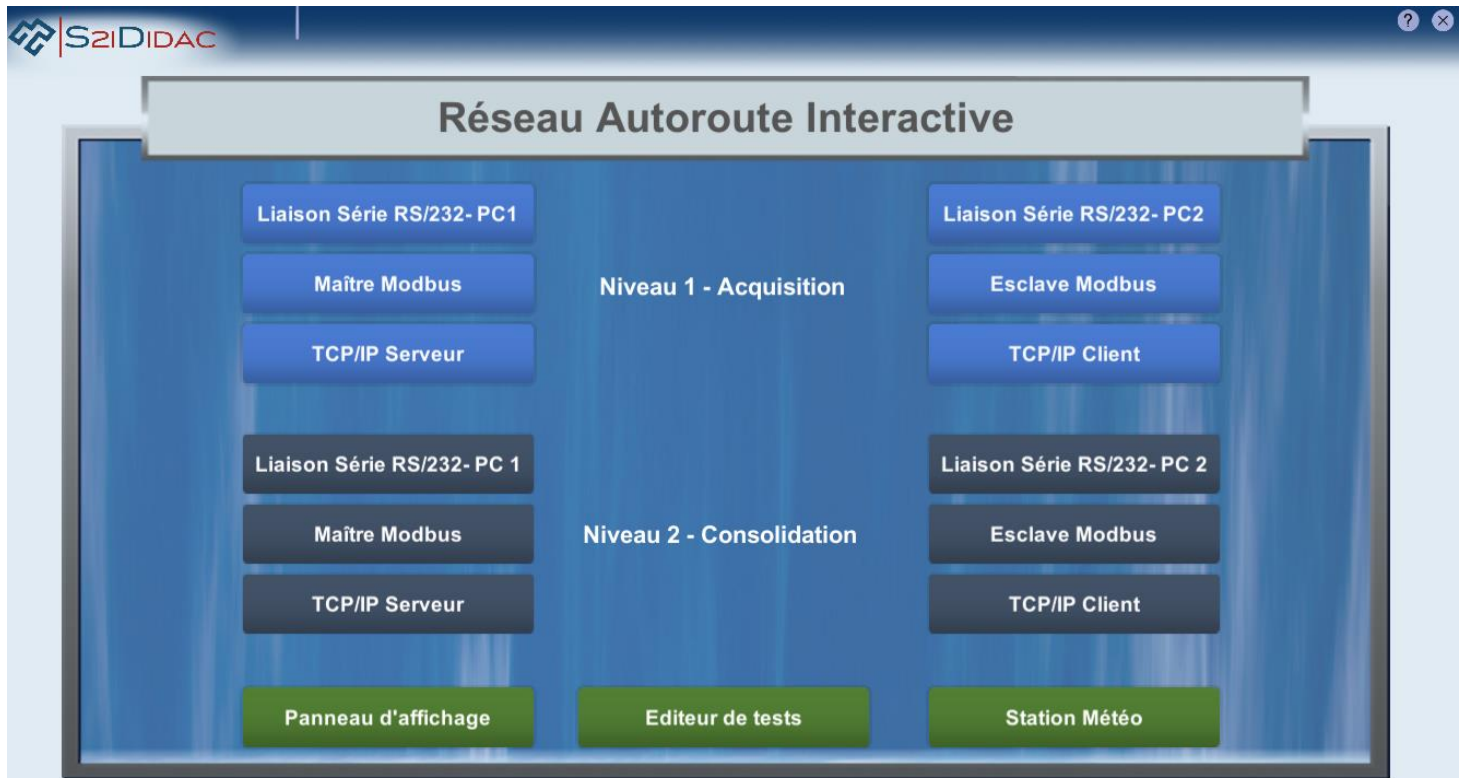 S2IDIDAC
? ×
Réseau Autoroute Interactive
Liaison Série RS/232- PC1
Liaison Série RS/232- PC2
Maître Modbus
Niveau 1 - Acquisition
Esclave Modbus
TCP/IP Serveur
TCP/IP Client
Liaison Série RS/232- PC 1
Liaison Série RS/232- PC 2
Maître Modbus
Niveau 2 - Consolidation
Esclave Modbus
TCP/IP Serveur
TCP/IP Client
Panneau d'affichage
Editeur de tests
Station Météo